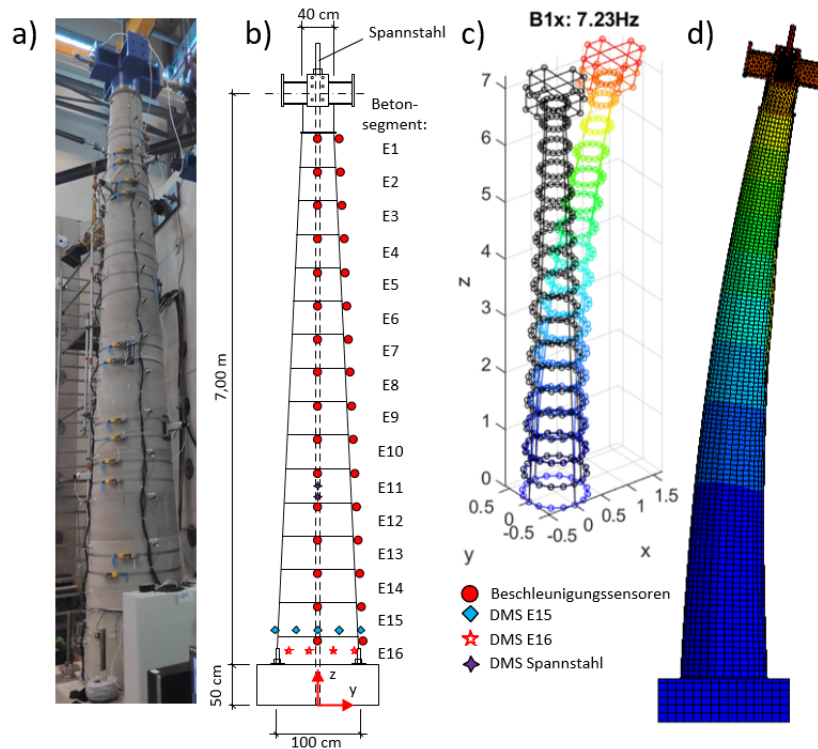 a)
b)
40 cm
Spannstahl
Beton-
segment:
E1
E2
E3
E4
E5
E6
E7
E8
E9
E10
E11
E12
E13
E14
E15
E16
7,00 m
50 cm
z
y
100 cm
c)
B1x: 7.23Hz
7
6
5
4
3
2
1
0
z
0.5
0
-0.5
y
-0.5
0
0.5
1
1.5
x
Beschleunigungssensoren
DMS E15
DMS E16
DMS Spannstahl
d)